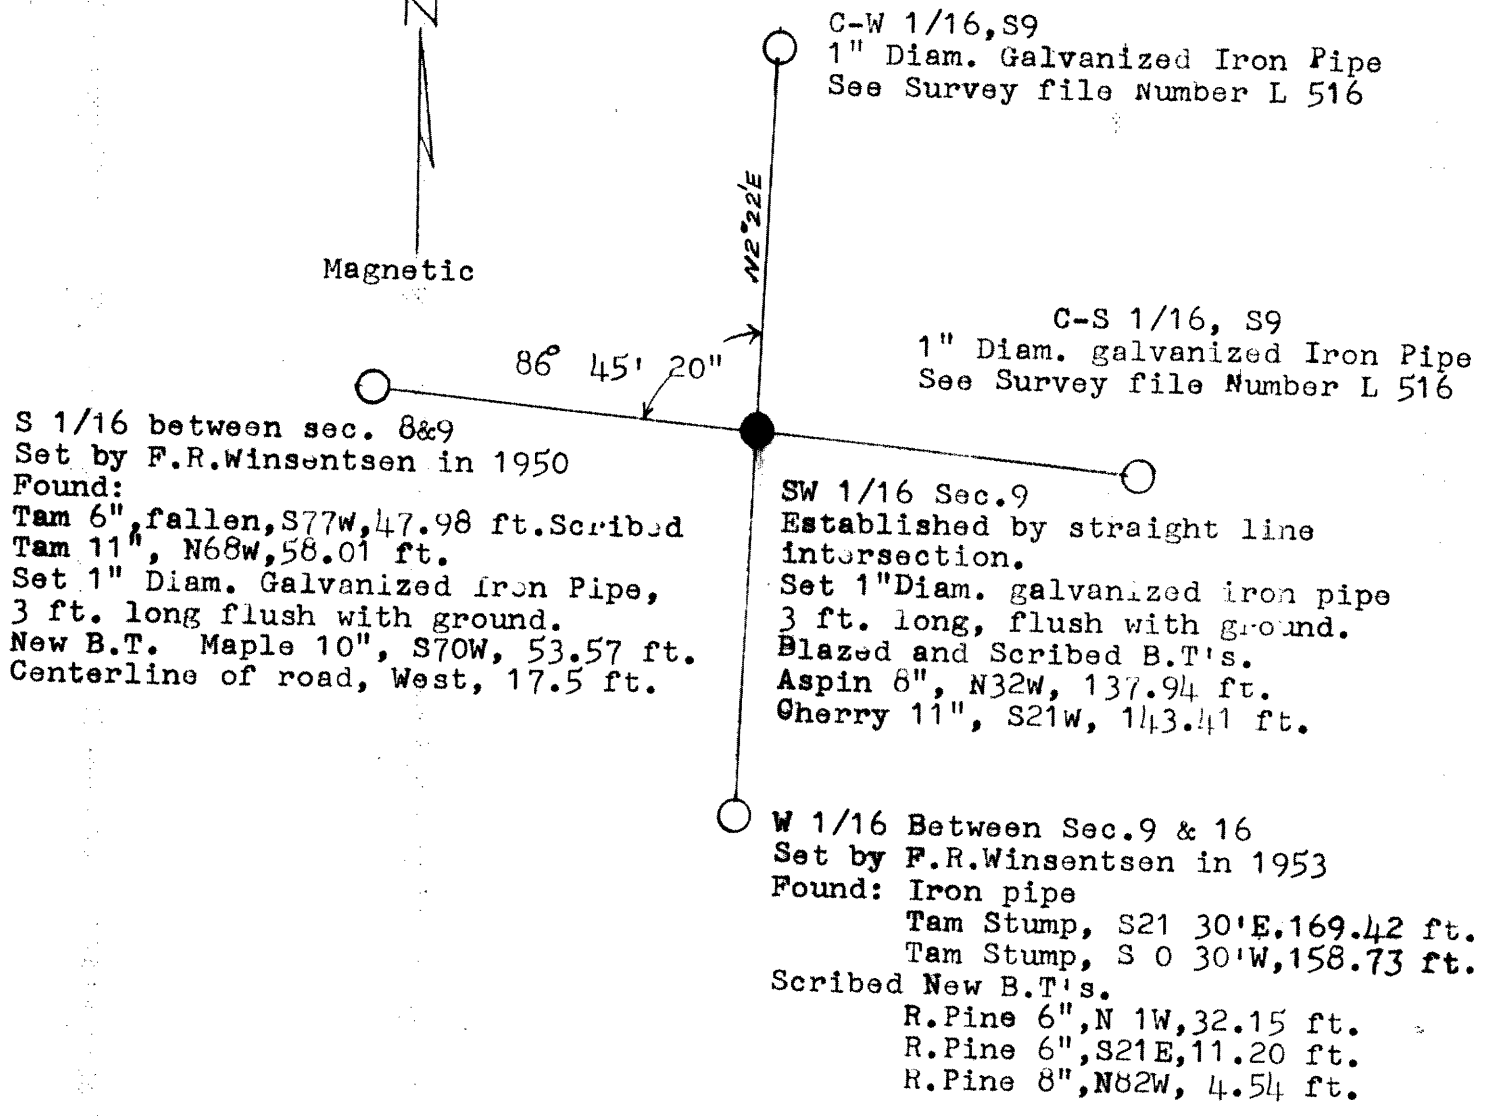 N
C-W 1/16,S9
1" Diam. Galvanized Iron Pipe
See Survey file Number L 516
N2°22'E
Magnetic
C-S 1/16, S9
1" Diam. galvanized Iron Pipe
See Survey file Number L 516
86° 45' 20"
S 1/16 between sec. 8&9
Set by F.R.Winsentsen in 1950
Found:
Tam 6",fallen,S77W,47.98 ft.Scribed
Tam 11", N68W,58.01 ft.
Set 1" Diam. Galvanized Iron Pipe,
3 ft. long flush with ground.
New B.T. Maple 10", S70W, 53.57 ft.
Centerline of road, West, 17.5 ft.
SW 1/16 Sec.9
Established by straight line
intersection.
Set 1"Diam. galvanized iron pipe
3 ft. long, flush with ground.
Blazed and Scribed B.T's.
Aspin 8", N32W, 137.94 ft.
Cherry 11", S21W, 143.41 ft.
W 1/16 Between Sec.9 & 16
Set by F.R.Winsentsen in 1953
Found: Iron pipe
Tam Stump, S21 30'E,169.42 ft.
Tam Stump, S 0 30'W,158.73 ft.
Scribed New B.T's.
R.Pine 6",N 1W,32.15 ft.
R.Pine 6",S21E,11.20 ft.
R.Pine 8",N82W, 4.54 ft.